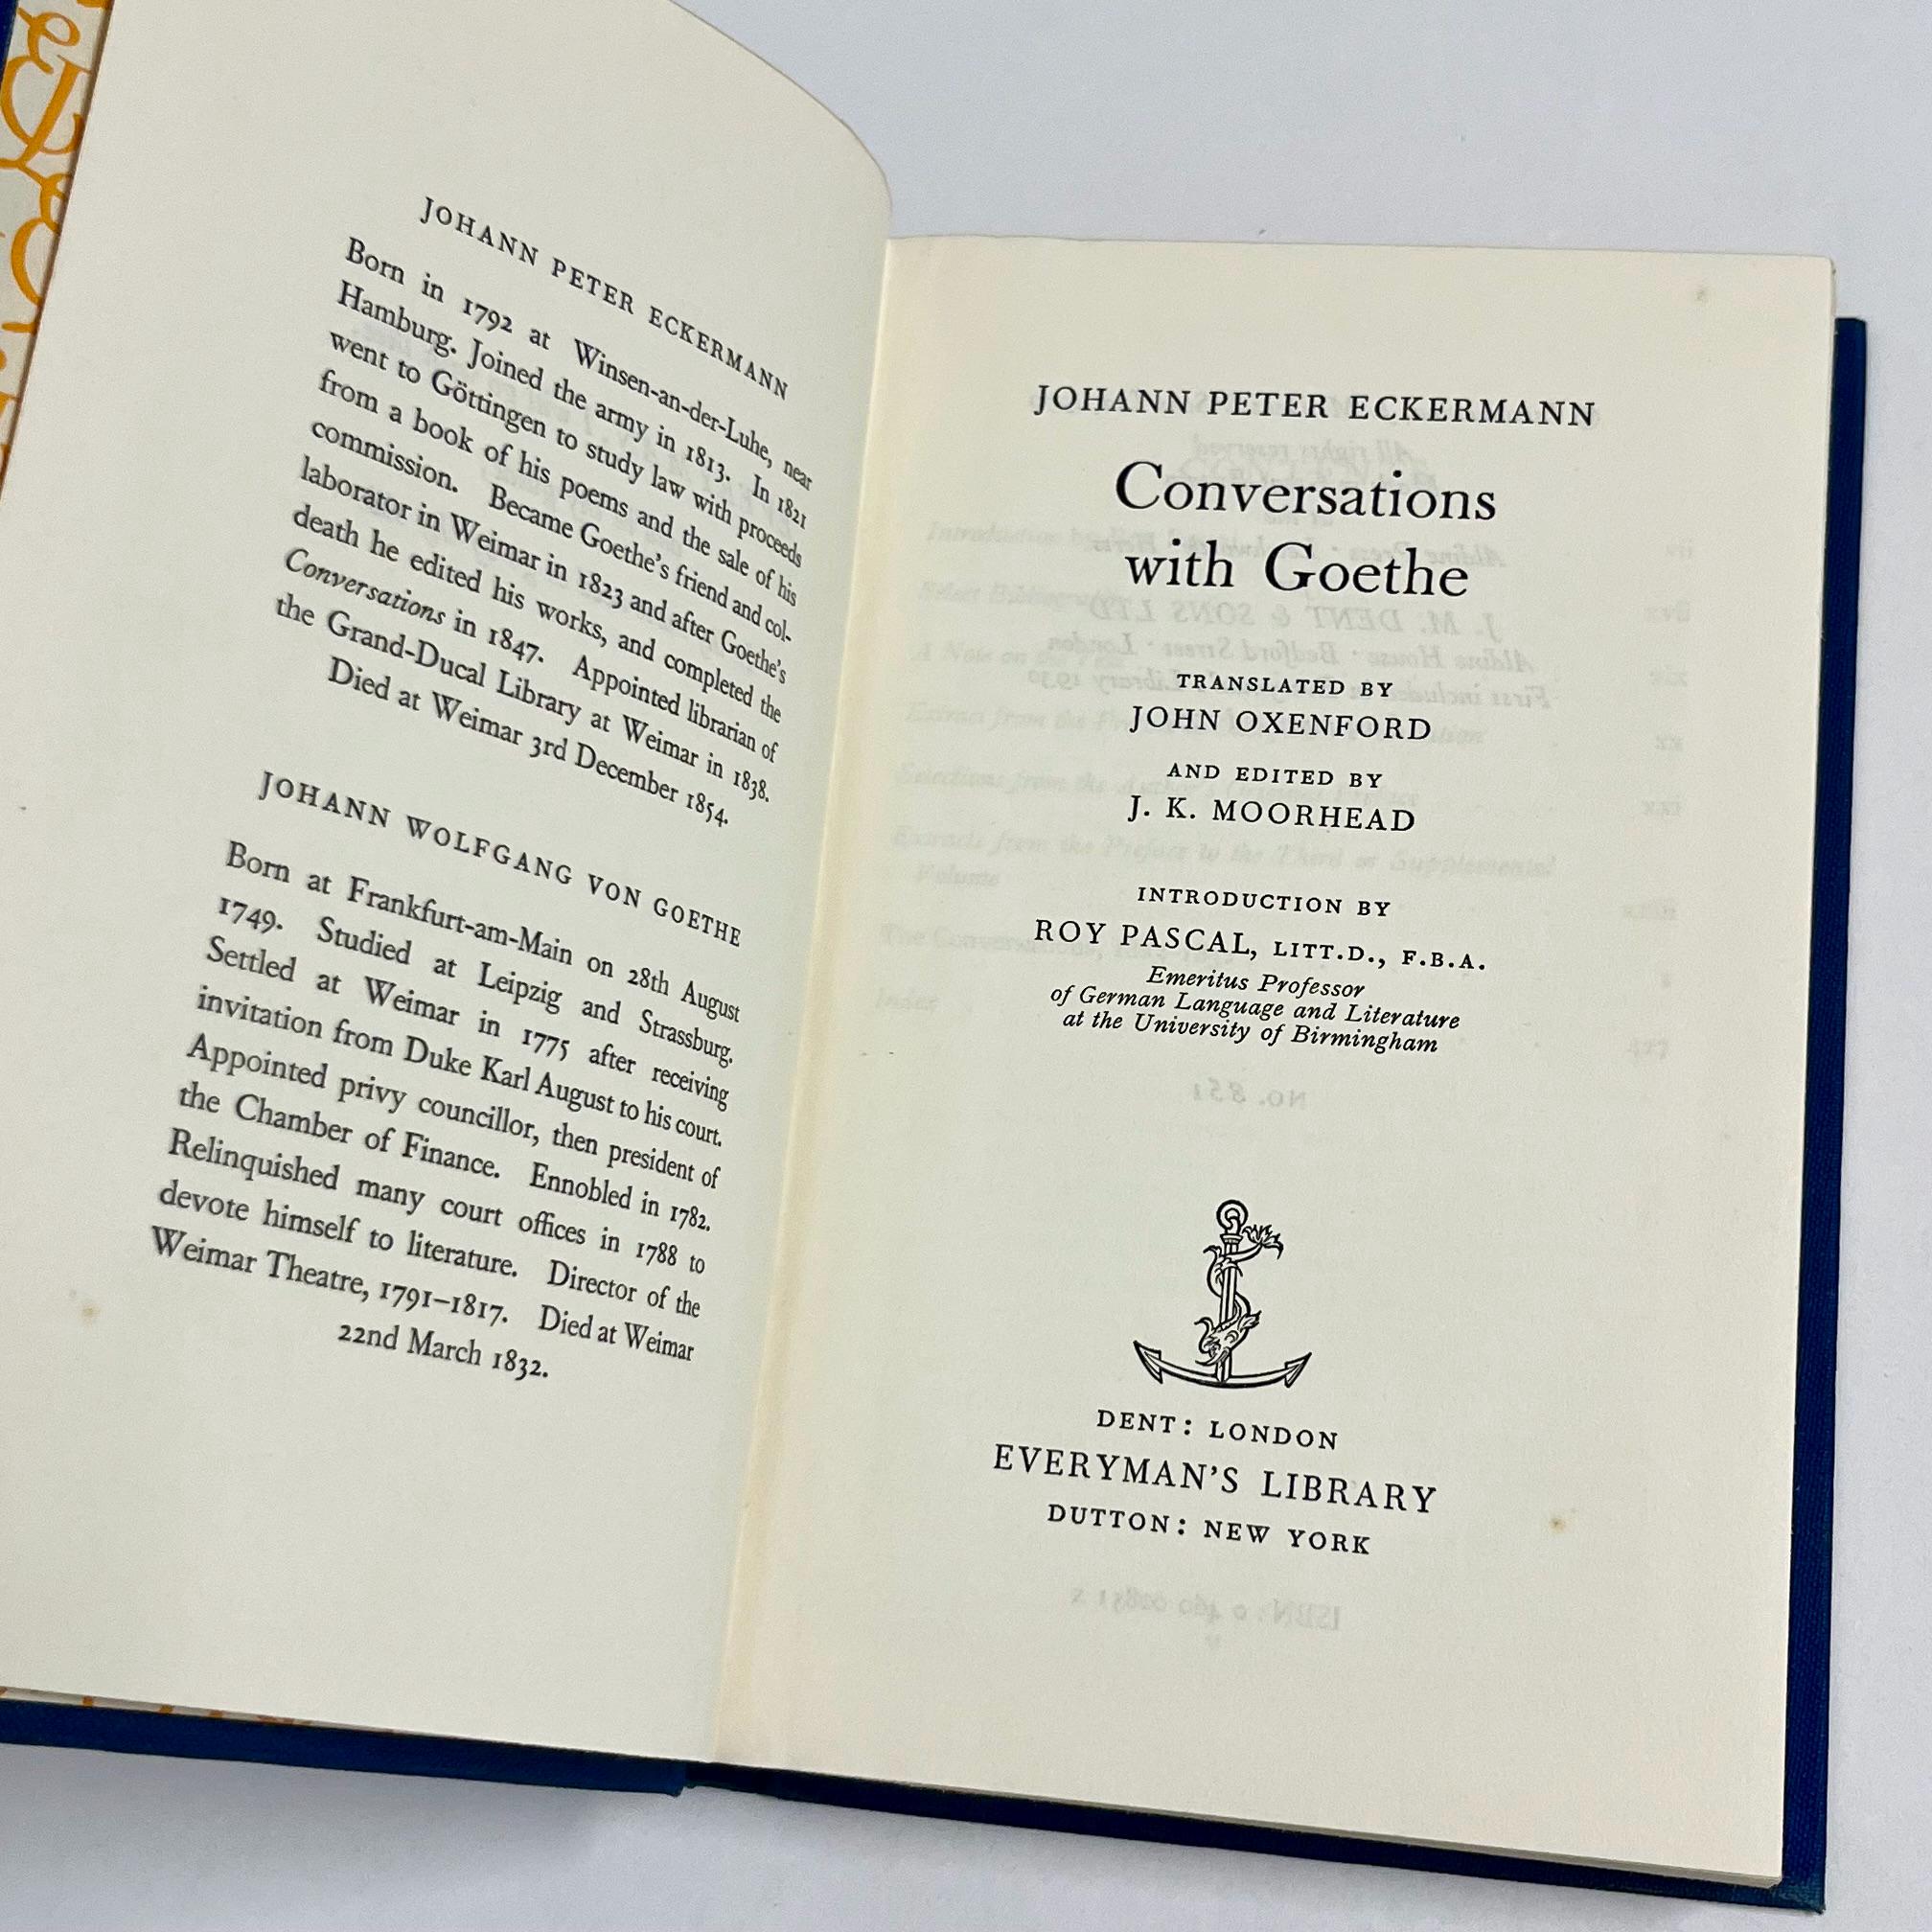 JOHANN PETER ECKERMANN
Born in 1792 at Winsen-an-der-Luhe, near
Hamburg. Joined the army in 1813. In 1821
went to Göttingen to study law with proceeds
from a book of his poems and the sale of his
commission. Became Goethe's friend and col-
laborator in Weimar in 1823 and after Goethe's
death he edited his works, and completed the
Conversations in 1847. Appointed librarian of
the Grand-Ducal Library at Weimar in 1838.
Died at Weimar 3rd December 1854.
JOHANN WOLFGANG VON GOETHE
Born at Frankfurt-am-Main on 28th August
1749. Studied at Leipzig and Strassburg.
Settled at Weimar in 1775 after receiving
invitation from Duke Karl August to his court.
Appointed privy councillor, then president of
the Chamber of Finance. Ennobled in 1782.
Relinquished many court offices in 1788 to
devote himself to literature. Director of the
Weimar Theatre, 1791–1817. Died at Weimar
22nd March 1832.
JOHANN PETER ECKERMANN
Conversations
with Goethe
TRANSLATED BY
JOHN OXENFORD
AND EDITED BY
J. K. MOORHEAD
INTRODUCTION BY
ROY PASCAL, LITT.D., F.B.A.
Emeritus Professor
of German Language and Literature
at the University of Birmingham
DENT: LONDON
EVERYMAN'S LIBRARY
DUTTON: NEW YORK